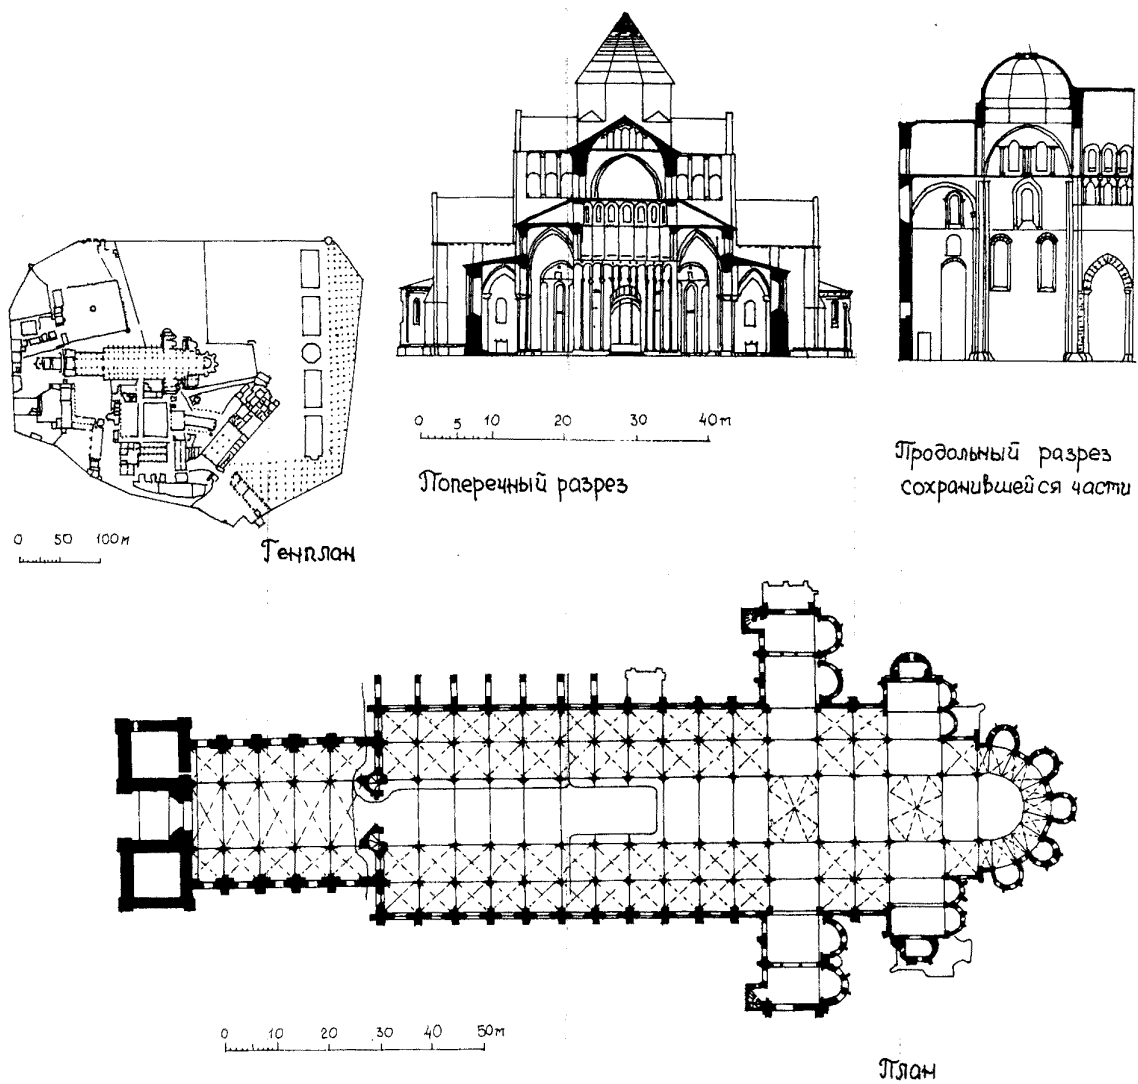 0 50 100м
Генплан
0 5 10 20 30 40м
Поперечный разрез
Продольный разрез
сохранившейся части
0 10 20 30 40 50м
План